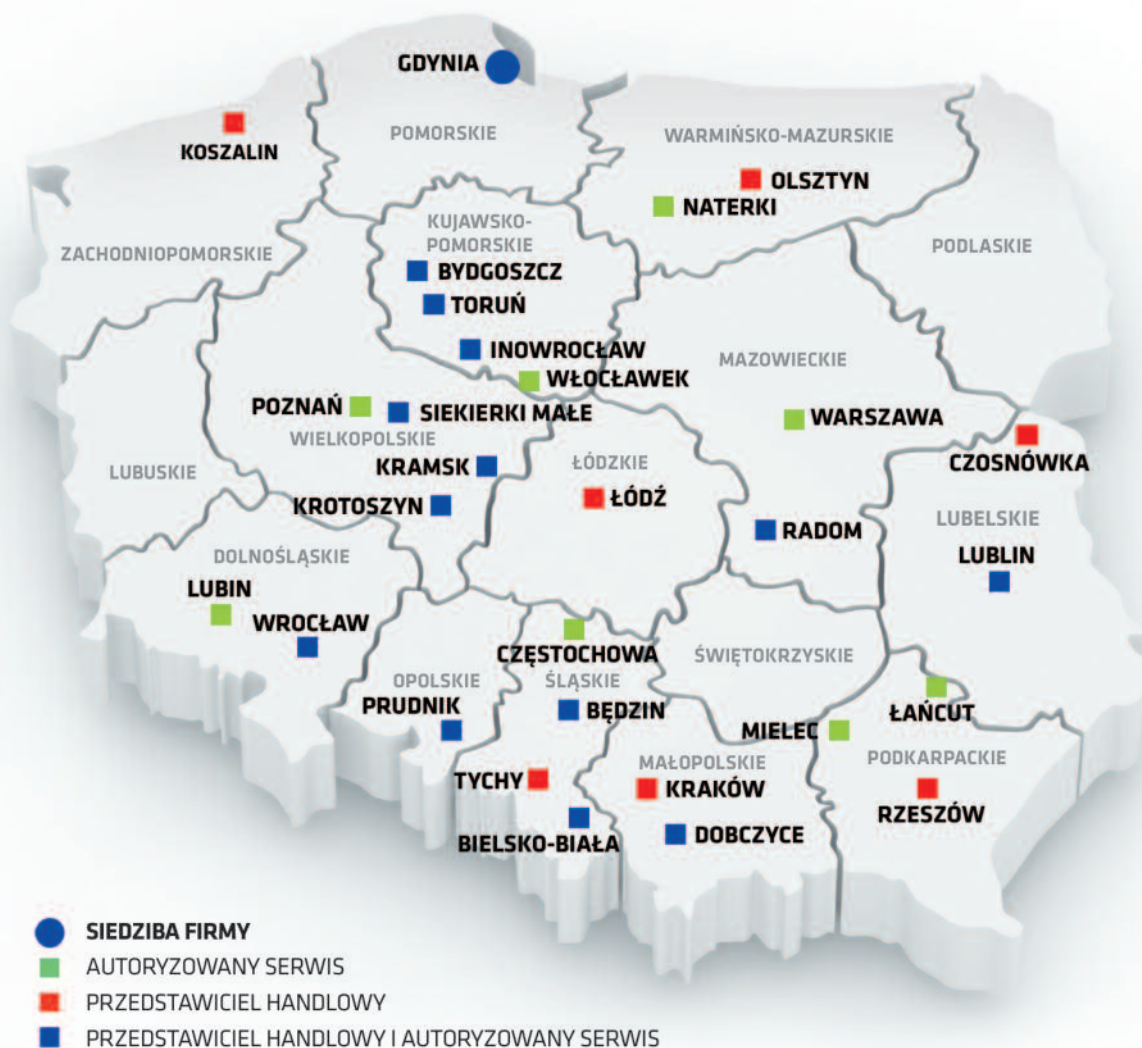 GDYNIA
POMORSKIE
WARMIŃSKO-MAZURSKIE
KOSZALIN
OLSZTYN
NATERKI
KUJAWSKO-
POMORSKIE
ZACHODNIOPOMORSKIE
PODLASKIE
BYDGOSZCZ
TORUŃ
INOWROCŁAW
MAZOWIECKIE
WŁOCŁAWEK
POZNAŃ
SIEKIERKI MAŁE
WARSZAWA
WIELKOPOLSKIE
LUBUSKIE
KRAMSK
ŁÓDZKIE
CZOSNÓWKA
KROTOSZYN
ŁÓDŹ
LUBELSKIE
RADOM
DOLNOŚLĄSKIE
LUBLIN
LUBIN
WROCŁAW
CZĘSTOCHOWA
ŚWIĘTOKRZYSKIE
OPOLSKIE
ŚLĄSKIE
PRUDNIK
BĘDZIN
ŁAŃCUT
MIELEC
MAŁOPOLSKIE
PODKARPACKIE
TYCHY
KRAKÓW
RZESZÓW
BIELSKO-BIAŁA
DOBCZYCE
SIEDZIBA FIRMY
AUTORYZOWANY SERWIS
PRZEDSTAWICIEL HANDLOWY
PRZEDSTAWICIEL HANDLOWY I AUTORYZOWANY SERWIS